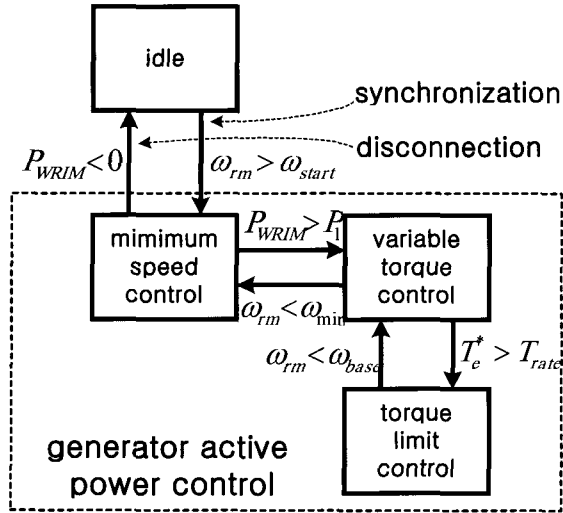 idle
synchronization
disconnection
P_WRIM<0
ω_rm>ω_start
mimimum
speed
control
P_WRIM>P_1
variable
torque
control
ω_rm<ω_min
ω_rm<ω_base
T_e^*>T_rate
torque
limit
control
generator active
power control